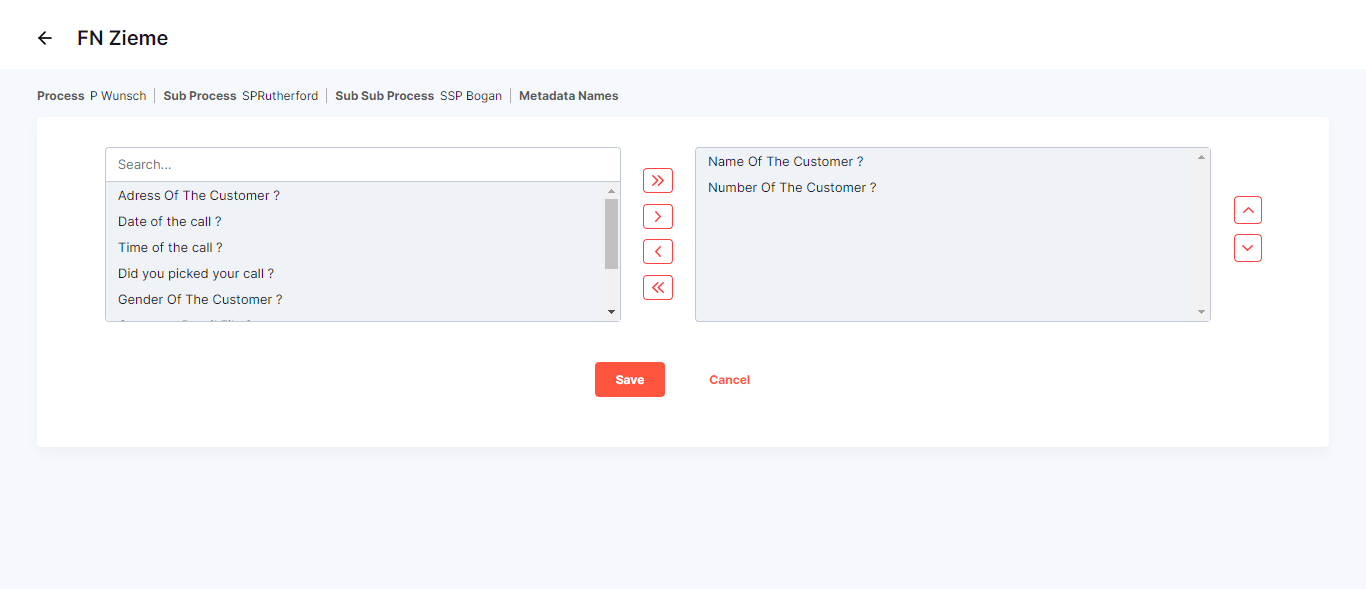 FN Zieme
Process P Wunsch | Sub Process SPRutherford | Sub Sub Process SSP Bogan | Metadata Names
Search...
Adress Of The Customer ?
Date of the call ?
Time of the call ?
Did you picked your call ?
Gender Of The Customer ?
Name Of The Customer ?
Number Of The Customer ?
Save Cancel